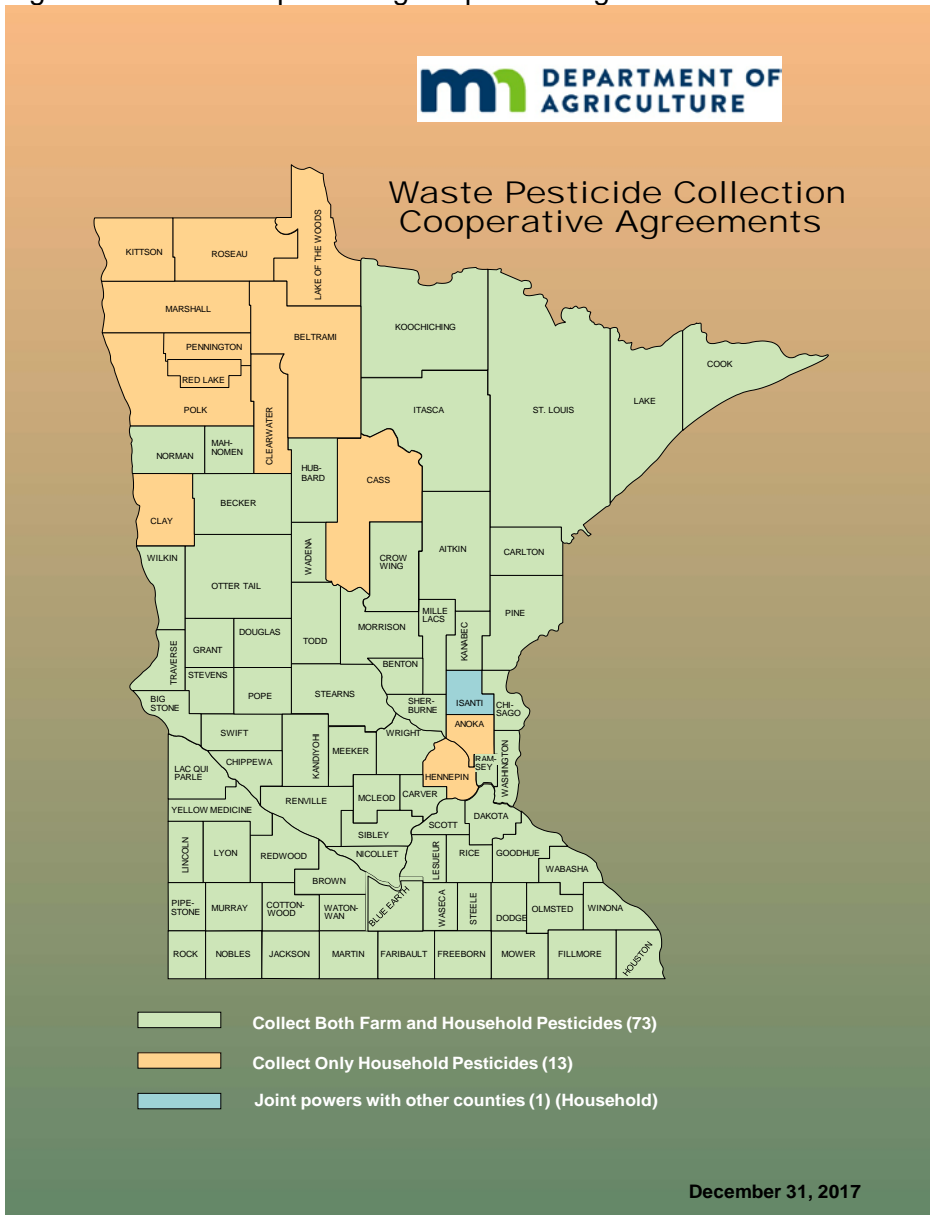 mn DEPARTMENT OF
AGRICULTURE
Waste Pesticide Collection
Cooperative Agreements
KITTSON
ROSEAU
LAKE OF THE WOODS
MARSHALL
BELTRAMI
KOOCHICHING
PENNINGTON
RED LAKE
POLK
CLEARWATER
ITASCA
ST. LOUIS
LAKE
COOK
NORMAN
MAH-
NOMEN
HUB-
BARD
CASS
BECKER
CLAY
WILKIN
WADENA
CROW
WING
AITKIN
CARLTON
OTTER TAIL
PINE
MILLE
LACS
KANABEC
MORRISON
TODD
DOUGLAS
GRANT
TRAVERSE
BENTON
STEVENS
POPE
STEARNS
BIG
STONE
SHER-
BURNE
ISANTI
CHI-
SAGO
ANOKA
SWIFT
WRIGHT
KANDIYOHI
MEEKER
CHIPPEWA
LAC QUI
PARLE
RAM-
SEY
WASHINGTON
HENNEPIN
RENVILLE
MCLEOD
CARVER
YELLOW MEDICINE
DAKOTA
SCOTT
SIBLEY
LINCOLN
LYON
REDWOOD
NICOLLET
LESUEUR
RICE
GOODHUE
WABASHA
BROWN
PIPE-
STONE
MURRAY
COTTON-
WOOD
WATON-
WAN
BLUE EARTH
WASECA
STEELE
DODGE
OLMSTED
WINONA
ROCK
NOBLES
JACKSON
MARTIN
FARIBAULT
FREEBORN
MOWER
FILLMORE
HOUSTON
Collect Both Farm and Household Pesticides (73)
Collect Only Household Pesticides (13)
Joint powers with other counties (1) (Household)
December 31, 2017